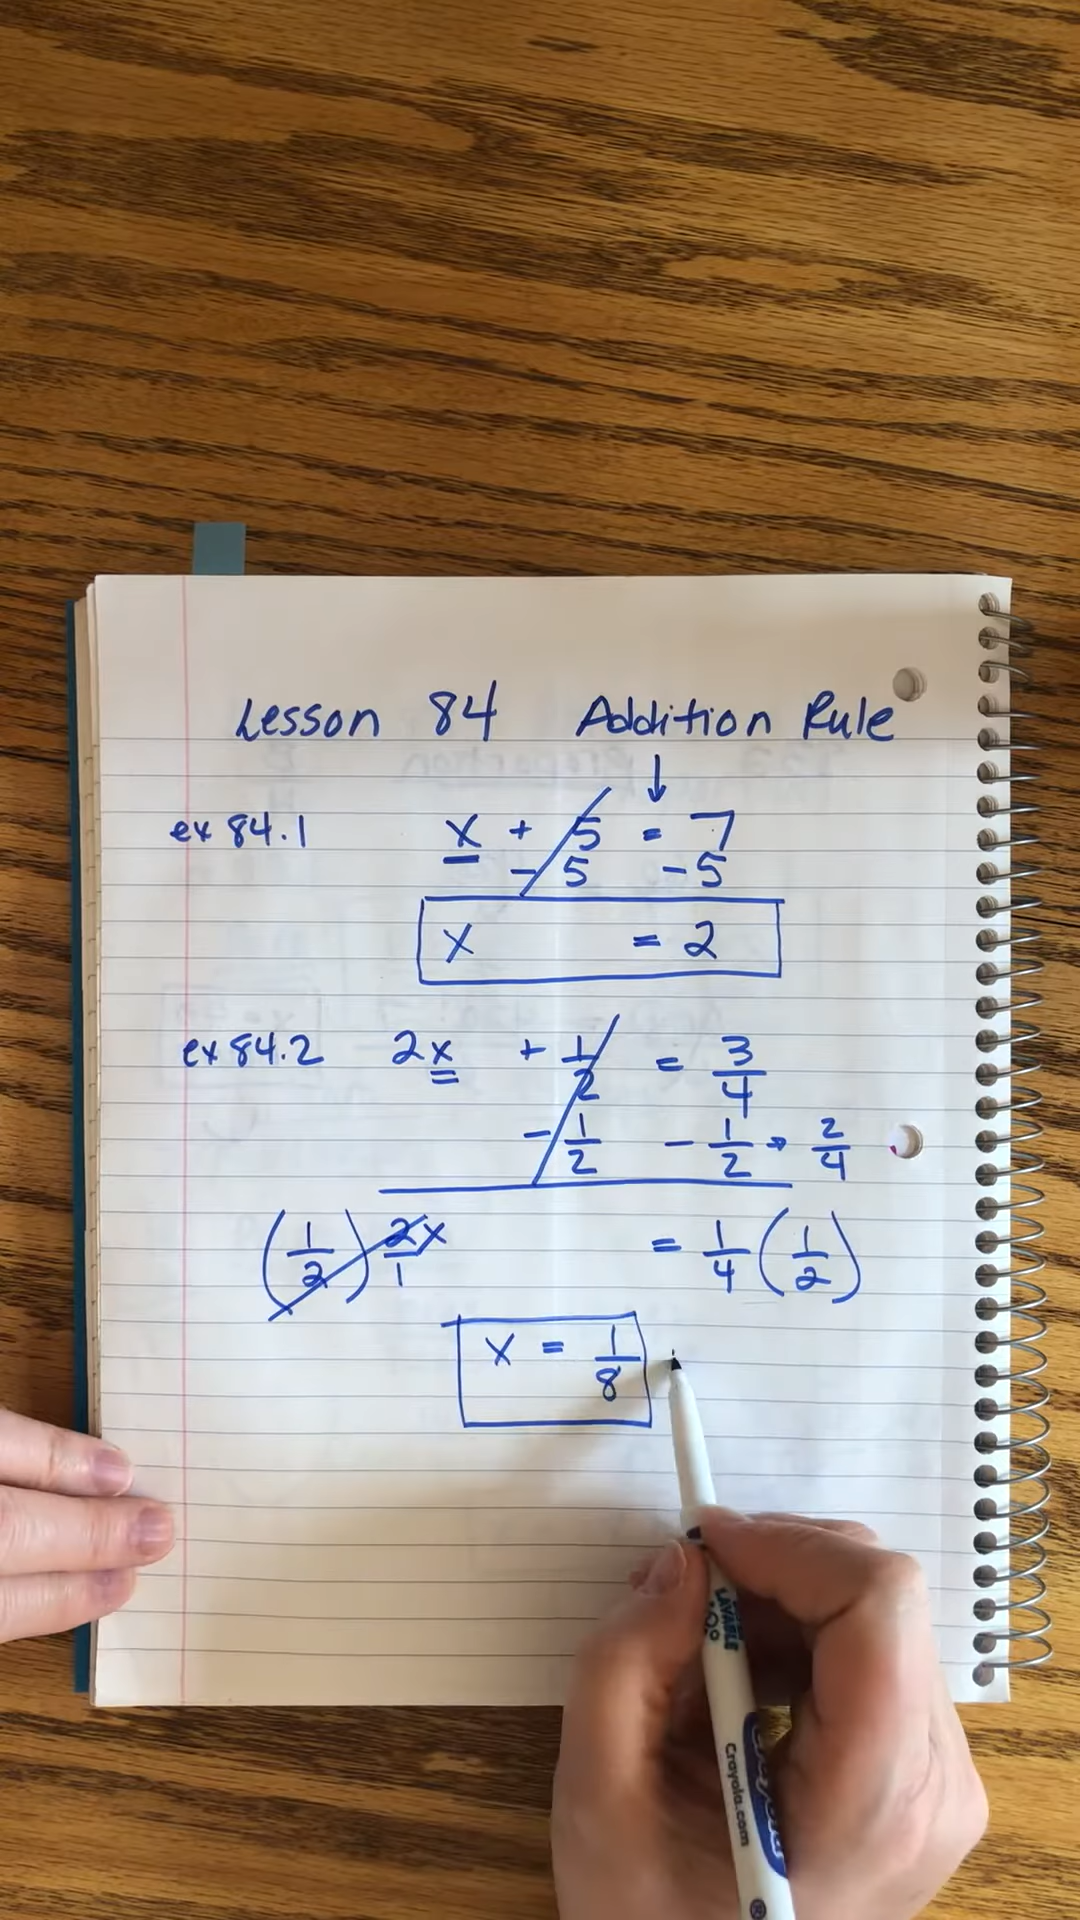 Lesson 84 Addition Rule
↓
ex 84.1 x + 5 = 7
- 5 -5
x = 2
ex 84.2 2x + 1/2 = 3/4
- 1/2 - 1/2 → 2/4
(1/2) 2x/1 = 1/4 (1/2)
x = 1/8
Crayola.com
Crayola